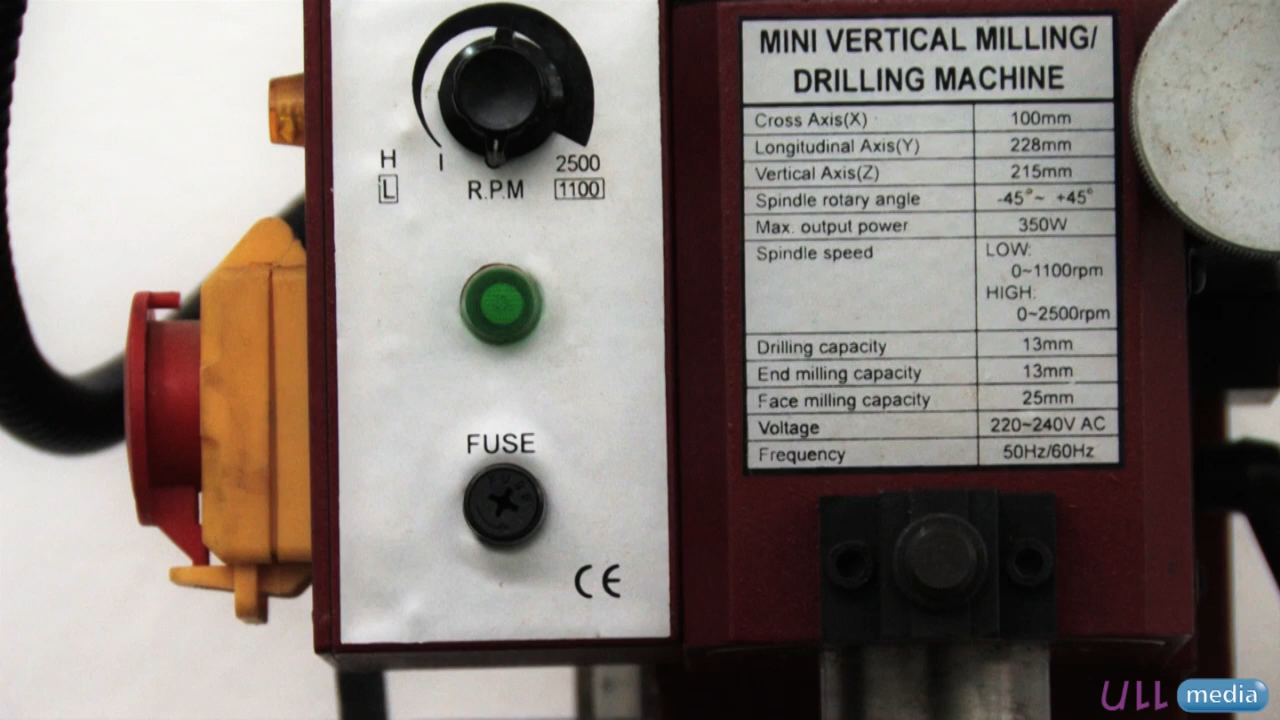 H
L
I
R.P.M
2500
1100
FUSE
CE
MINI VERTICAL MILLING/
DRILLING MACHINE
Cross Axis(X) 100mm
Longitudinal Axis(Y) 228mm
Vertical Axis(Z) 215mm
Spindle rotary angle -45°~ +45°
Max. output power 350W
Spindle speed LOW:
0~1100rpm
HIGH:
0~2500rpm
Drilling capacity 13mm
End milling capacity 13mm
Face milling capacity 25mm
Voltage 220~240V AC
Frequency 50Hz/60Hz
ULL media